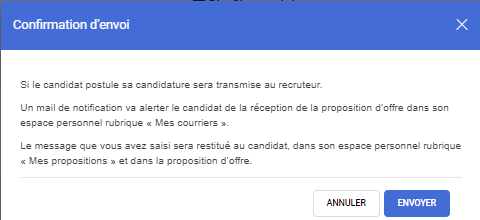 Confirmation d'envoi
Si le candidat postule sa candidature sera transmise au recruteur.
Un mail de notification va alerter le candidat de la réception de la proposition d'offre dans son
espace personnel rubrique « Mes courriers ».
Le message que vous avez saisi sera restitué au candidat, dans son espace personnel rubrique
« Mes propositions » et dans la proposition d'offre.
ANNULER
ENVOYER